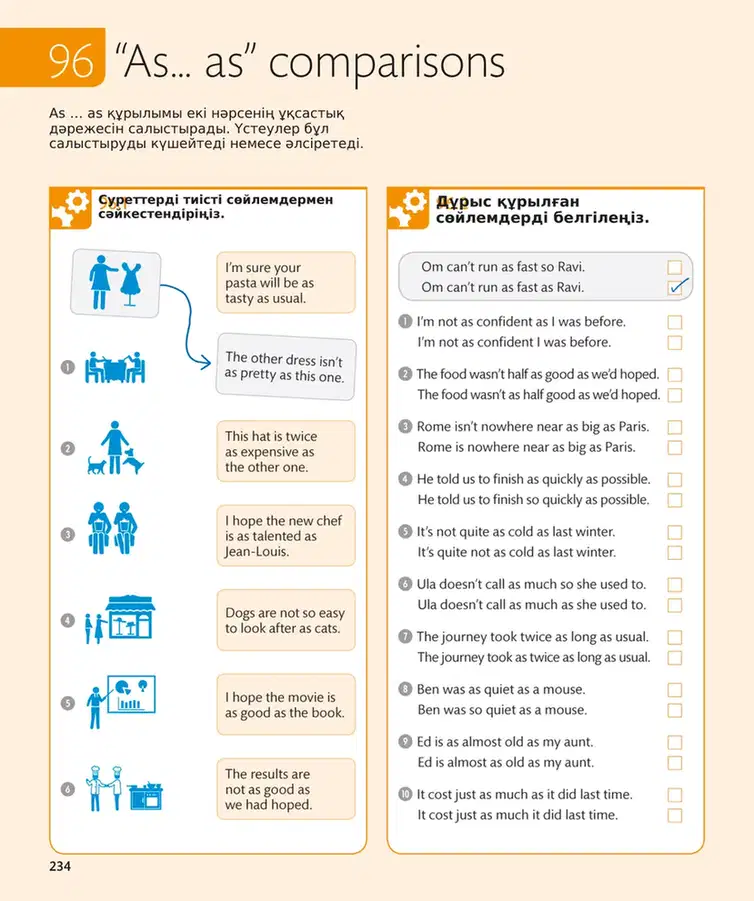 96 “As... as” comparisons
As ... as құрылымы екі нәрсенің ұқсастық
дәрежесін салыстырады. Үстеулер бұл
салыстыруды күшейтеді немесе әлсіретеді.
Суреттерді тиісті сөйлемдермен
сәйкестендіріңіз.
I’m sure your
pasta will be as
tasty as usual.
The other dress isn’t
as pretty as this one.
1
This hat is twice
as expensive as
the other one.
2
I hope the new chef
is as talented as
Jean-Louis.
3
Dogs are not so easy
to look after as cats.
4
I hope the movie is
as good as the book.
5
The results are
not as good as
we had hoped.
6
Дұрыс құрылған
сөйлемдерді белгілеңіз.
Om can’t run as fast so Ravi.
Om can’t run as fast as Ravi.
1 I’m not as confident as I was before.
I’m not as confident I was before.
2 The food wasn’t half as good as we’d hoped.
The food wasn’t as half good as we’d hoped.
3 Rome isn’t nowhere near as big as Paris.
Rome is nowhere near as big as Paris.
4 He told us to finish as quickly as possible.
He told us to finish so quickly as possible.
5 It’s not quite as cold as last winter.
It’s quite not as cold as last winter.
6 Ula doesn’t call as much so she used to.
Ula doesn’t call as much as she used to.
7 The journey took twice as long as usual.
The journey took as twice as long as usual.
8 Ben was as quiet as a mouse.
Ben was so quiet as a mouse.
9 Ed is as almost old as my aunt.
Ed is almost as old as my aunt.
10 It cost just as much as it did last time.
It cost just as much it did last time.
234